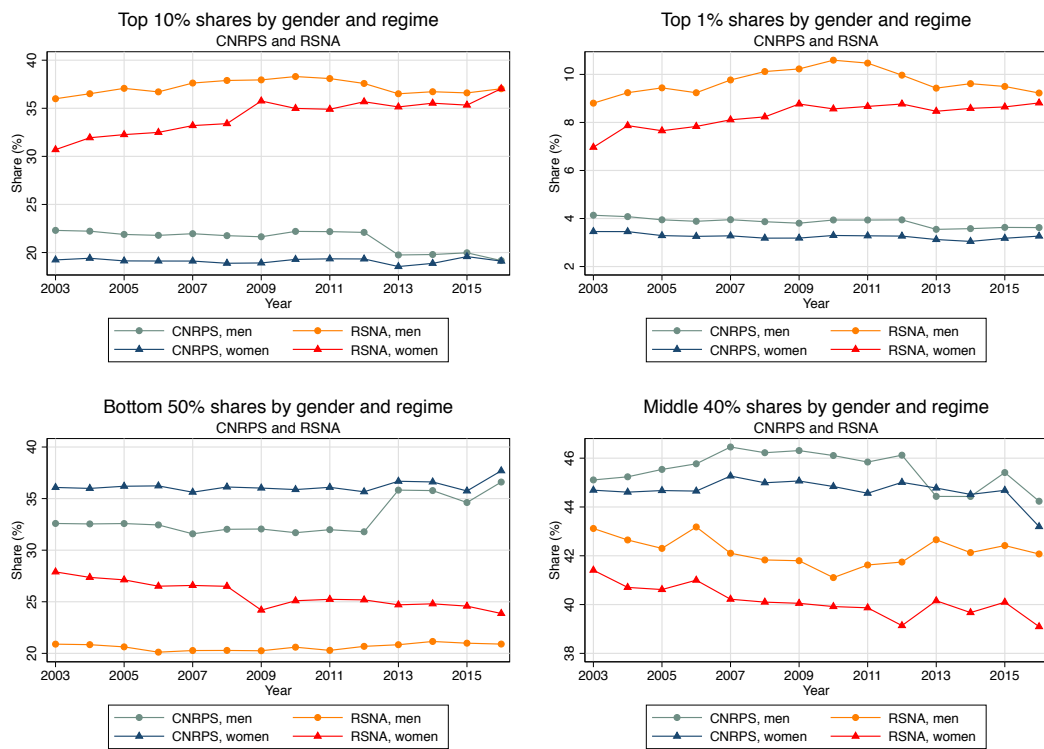 Top 10% shares by gender and regime
CNRPS and RSNA
40
35
30
25
20
Share (%)
2003 2005 2007 2009 2011 2013 2015
Year
CNRPS, men RSNA, men
CNRPS, women RSNA, women
Top 1% shares by gender and regime
CNRPS and RSNA
10
8
6
4
2
Share (%)
2003 2005 2007 2009 2011 2013 2015
Year
CNRPS, men RSNA, men
CNRPS, women RSNA, women
Bottom 50% shares by gender and regime
CNRPS and RSNA
40
35
30
25
20
Share (%)
2003 2005 2007 2009 2011 2013 2015
Year
CNRPS, men RSNA, men
CNRPS, women RSNA, women
Middle 40% shares by gender and regime
CNRPS and RSNA
46
44
42
40
38
Share (%)
2003 2005 2007 2009 2011 2013 2015
Year
CNRPS, men RSNA, men
CNRPS, women RSNA, women